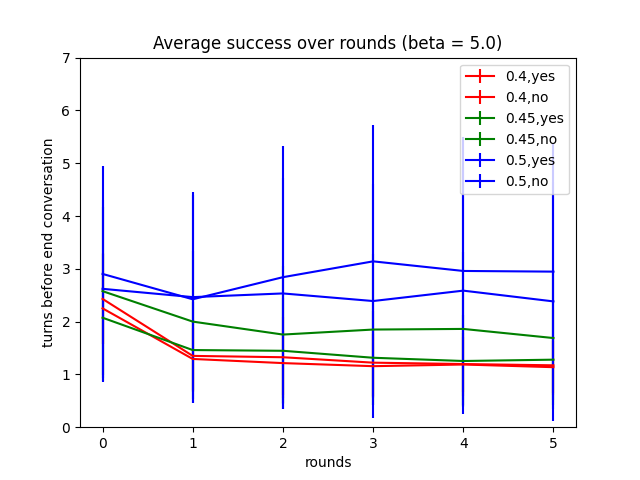 Average success over rounds (beta = 5.0)
turns before end conversation
7
6
5
4
3
2
1
0
0.4,yes
0.4,no
0.45,yes
0.45,no
0.5,yes
0.5,no
0 1 2 3 4 5
rounds